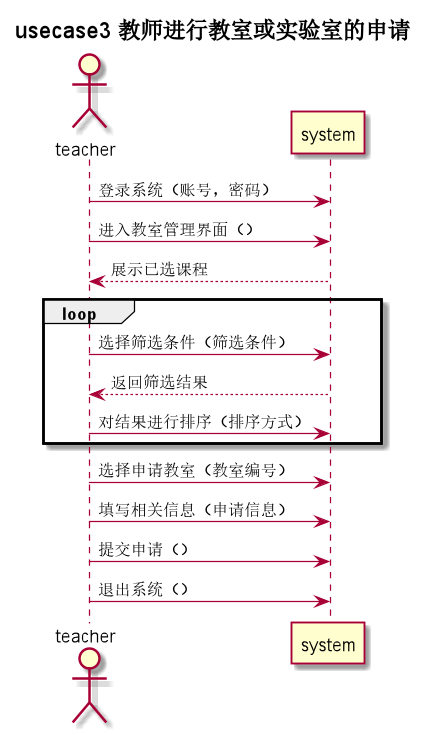 usecase3 教师进行教室或实验室的申请
teacher
system
登录系统（账号，密码）
进入教室管理界面（）
展示已选课程
loop
选择筛选条件（筛选条件）
返回筛选结果
对结果进行排序（排序方式）
选择申请教室（教室编号）
填写相关信息（申请信息）
提交申请（）
退出系统（）
teacher
system